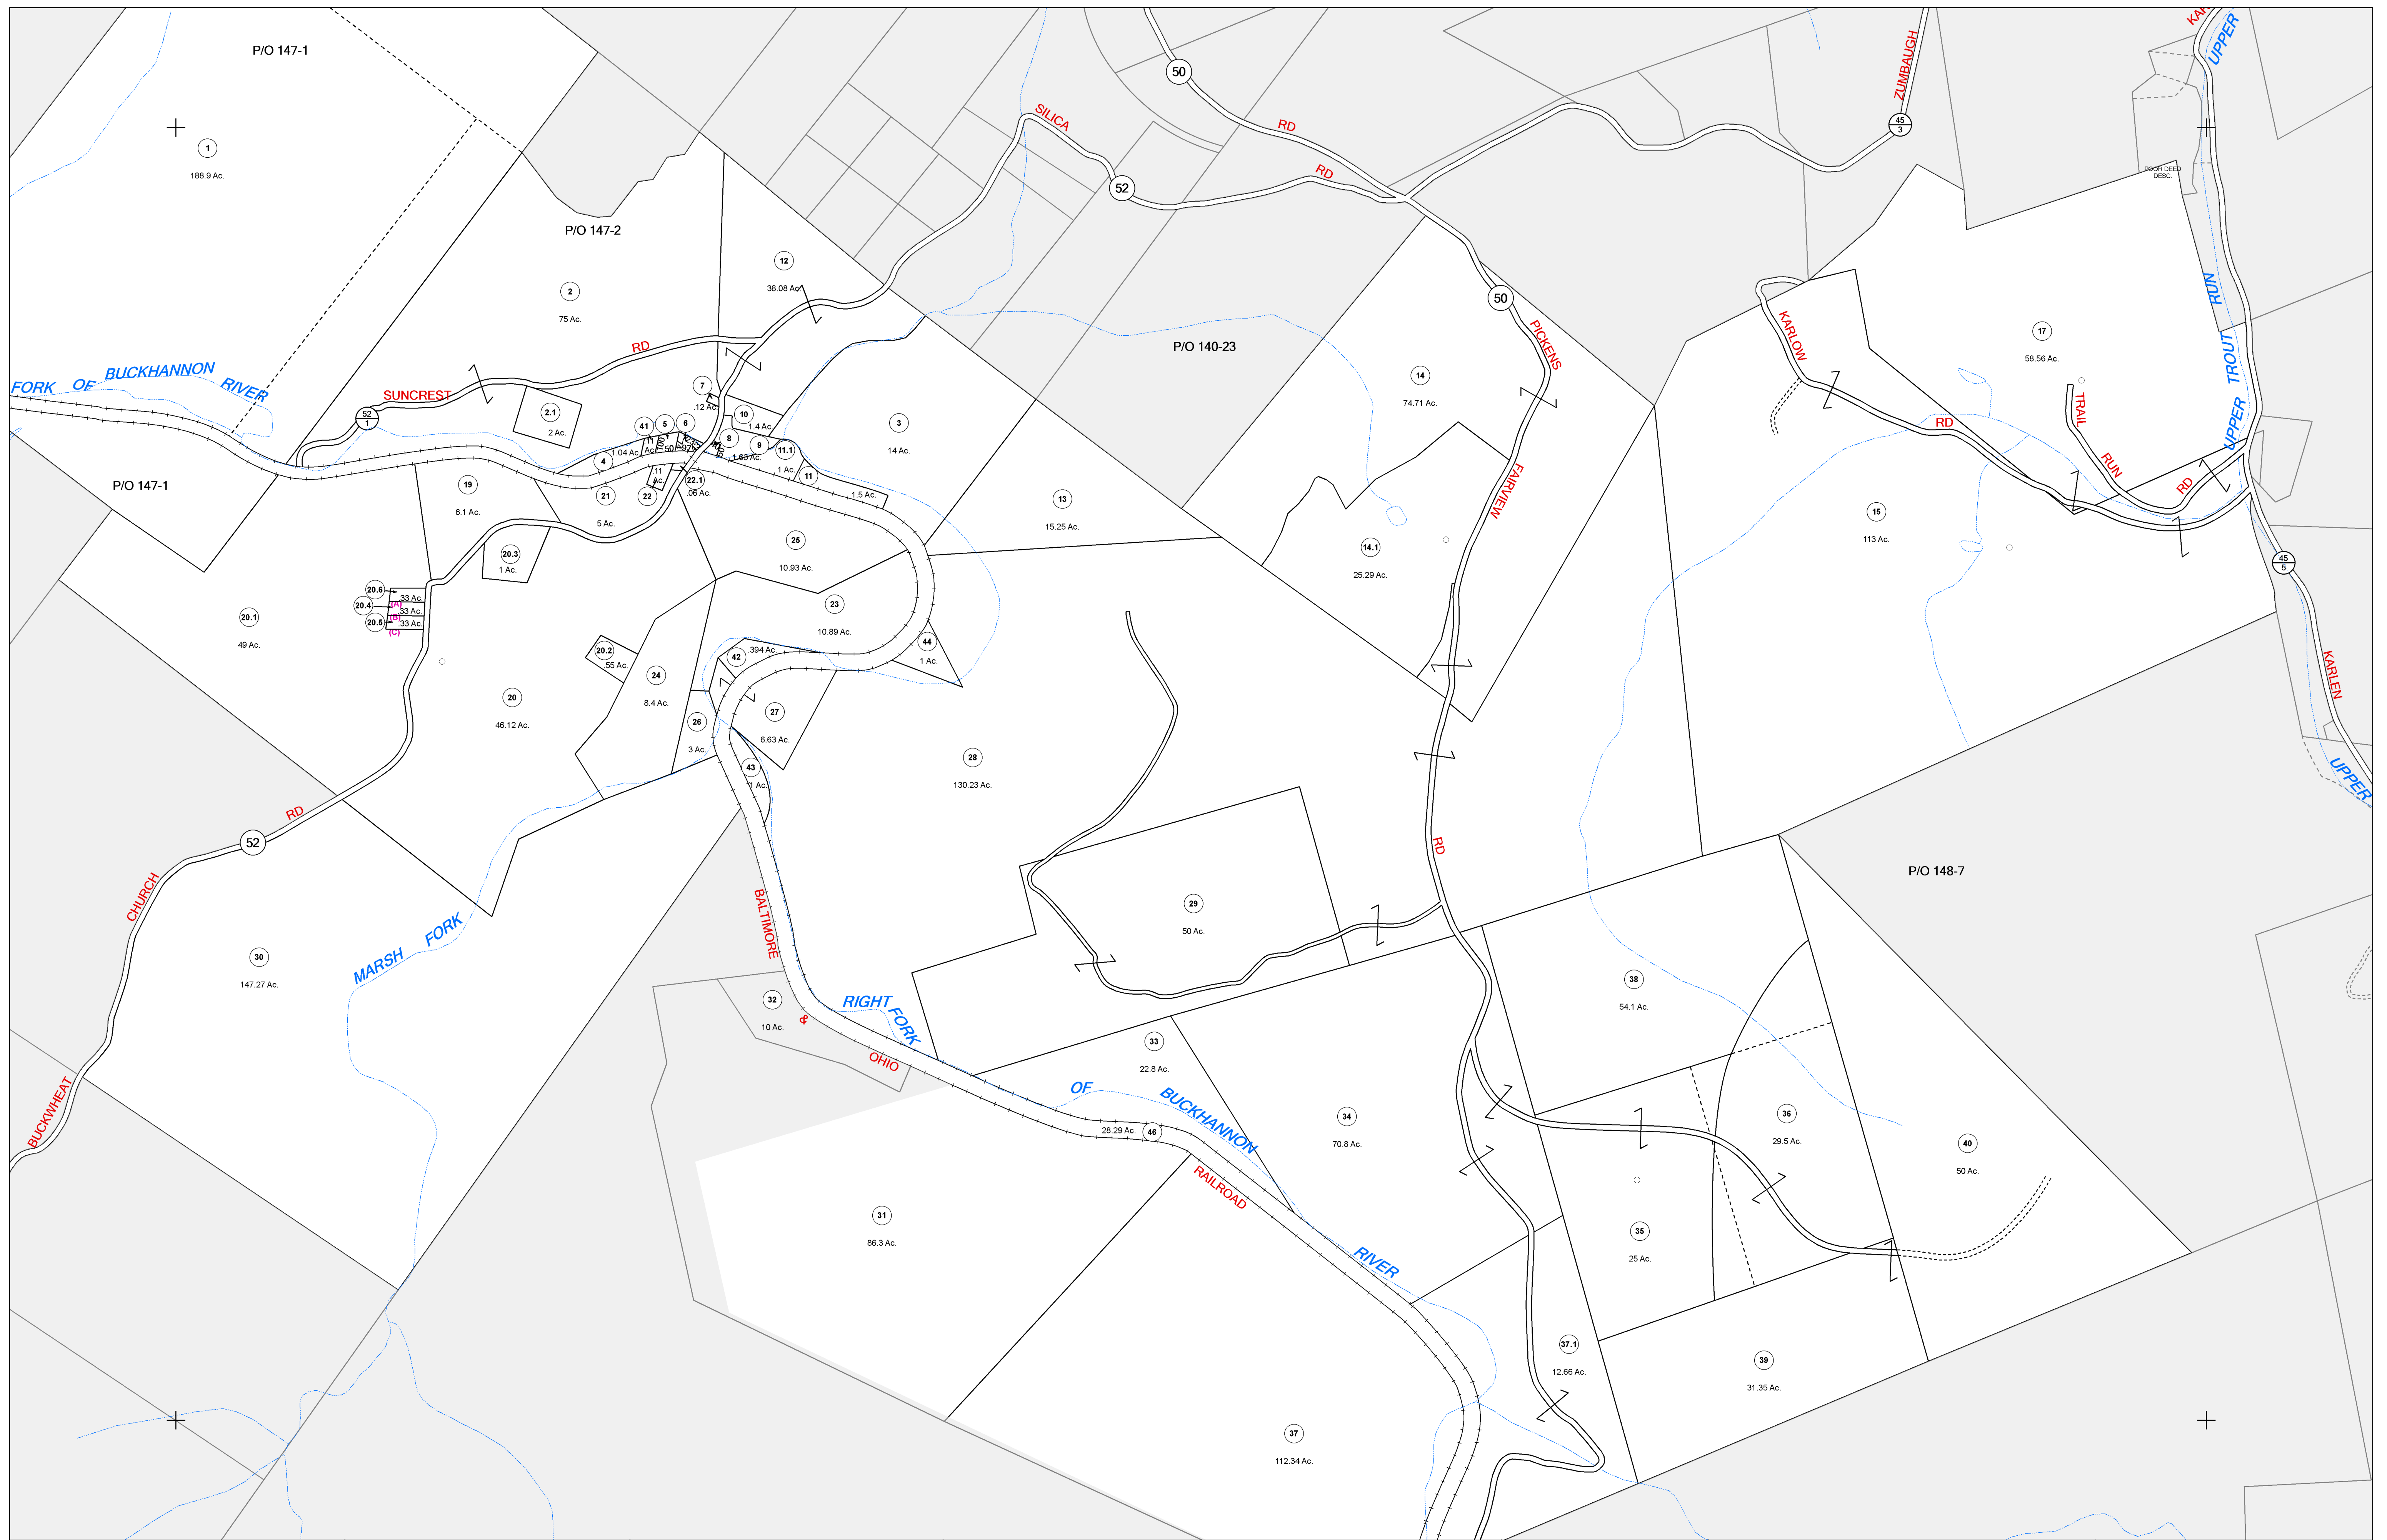 P/O 147-1
1
188.9 Ac.
P/O 147-2
2
75 Ac.
12
38.08 Ac.
SILICA
RD
52
50
RD
ZUMBAUGH
45
3
UPPER
POOR DEED
DESC.
P/O 140-23
14
74.71 Ac.
50
PICKENS
FAIRVIEW
RD
KARLOW
RD
17
58.56 Ac.
TRAIL
RUN
RD
UPPER
TROUT
RUN
UPPER
FORK OF BUCKHANNON RIVER
SUNCREST
RD
52
1
2.1
2 Ac.
7
.12 Ac.
10
1.4 Ac.
3
14 Ac.
41
5
6
4
1.04 Ac.
8
9
1.63 Ac.
11.1
1 Ac.
11
1.5 Ac.
13
15.25 Ac.
P/O 147-1
19
6.1 Ac.
21
5 Ac.
22
.11
Ac.
22.1
.06 Ac.
25
10.93 Ac.
14.1
25.29 Ac.
15
113 Ac.
45
5
KARLEN
UPPER
20.3
1 Ac.
20.6
.33 Ac.
(A)
20.4
.33 Ac.
(B)
20.5
.33 Ac.
(C)
20.1
49 Ac.
23
10.89 Ac.
44
1 Ac.
42
.394 Ac.
20.2
.55 Ac.
24
8.4 Ac.
20
46.12 Ac.
26
3 Ac.
27
6.63 Ac.
43
1 Ac.
28
130.23 Ac.
BUCKWHEAT
CHURCH
RD
52
P/O 148-7
29
50 Ac.
30
147.27 Ac.
MARSH FORK
BALTIMORE
&
OHIO
RAILROAD
RIGHT FORK
OF BUCKHANNON
RIVER
32
10 Ac.
38
54.1 Ac.
33
22.8 Ac.
28.29 Ac.
46
34
70.8 Ac.
36
29.5 Ac.
40
50 Ac.
31
86.3 Ac.
35
25 Ac.
37.1
12.66 Ac.
39
31.35 Ac.
37
112.34 Ac.